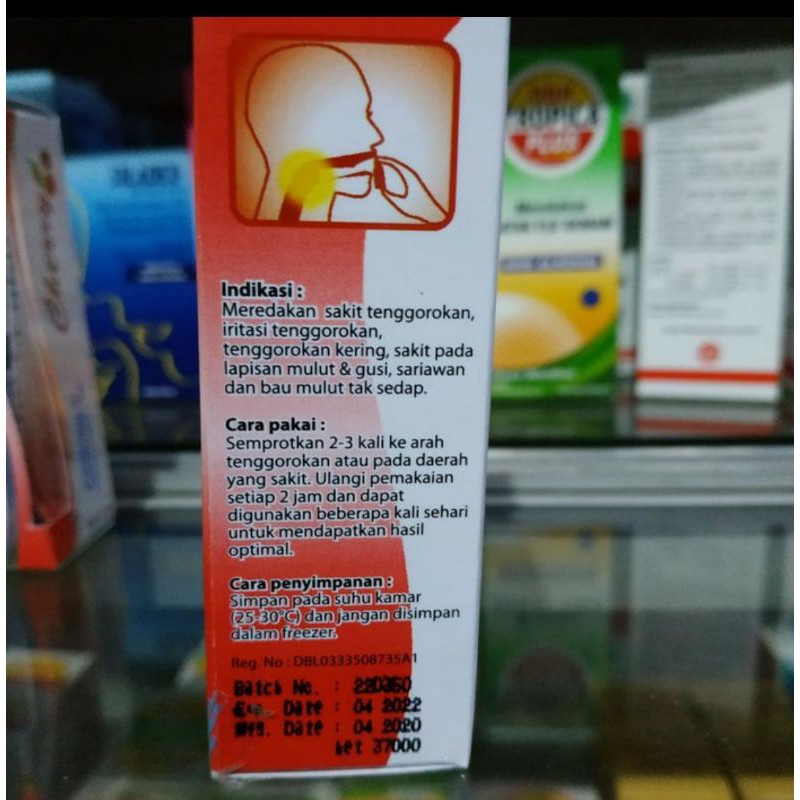 Indikasi :
Meredakan sakit tenggorokan,
iritasi tenggorokan,
tenggorokan kering, sakit pada
lapisan mulut & gusi, sariawan
dan bau mulut tak sedap.
Cara pakai :
Semprotkan 2-3 kali ke arah
tenggorokan atau pada daerah
yang sakit. Ulangi pemakaian
setiap 2 jam dan dapat
digunakan beberapa kali sehari
untuk mendapatkan hasil
optimal.
Cara penyimpanan :
Simpan pada suhu kamar
(25-30°C) dan jangan disimpan
dalam freezer.
Reg. No : DBL0333508735A1
Batch No. :
Exp. Date : 04 2022
Mfg. Date : 04 2020
het 37000
TROPICA
PLUS
Cherry